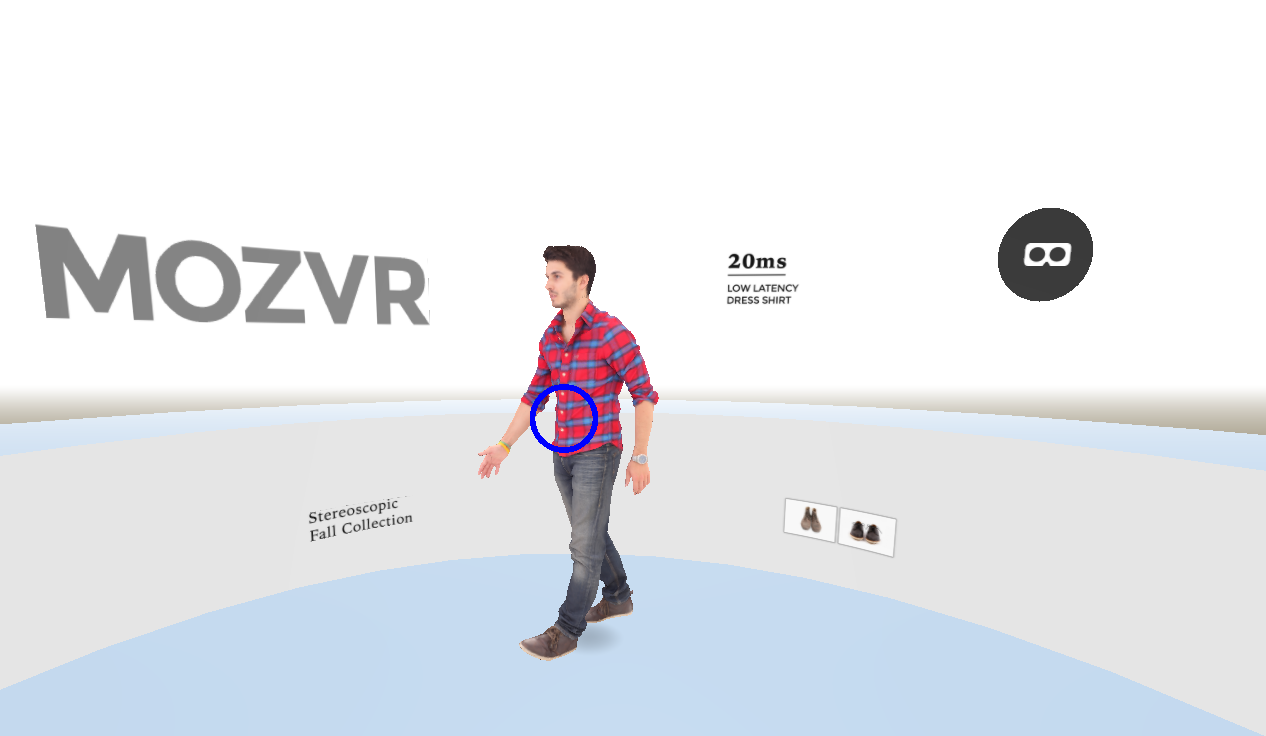 MOZVR
20ms
LOW LATENCY
DRESS SHIRT
Stereoscopic
Fall Collection